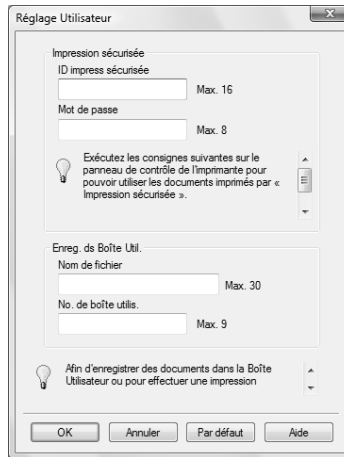 Réglage Utilisateur
Impression sécurisée
ID impress sécurisée
Max. 16
Mot de passe
Max. 8
Exécutez les consignes suivantes sur le
panneau de contrôle de l'imprimante pour
pouvoir utiliser les documents imprimés par «
Impression sécurisée ».
Enreg. ds Boîte Util.
Nom de fichier
Max. 30
No. de boîte utilis.
Max. 9
Afin d'enregistrer des documents dans la Boîte
Utilisateur ou pour effectuer une impression
OK
Annuler
Par défaut
Aide